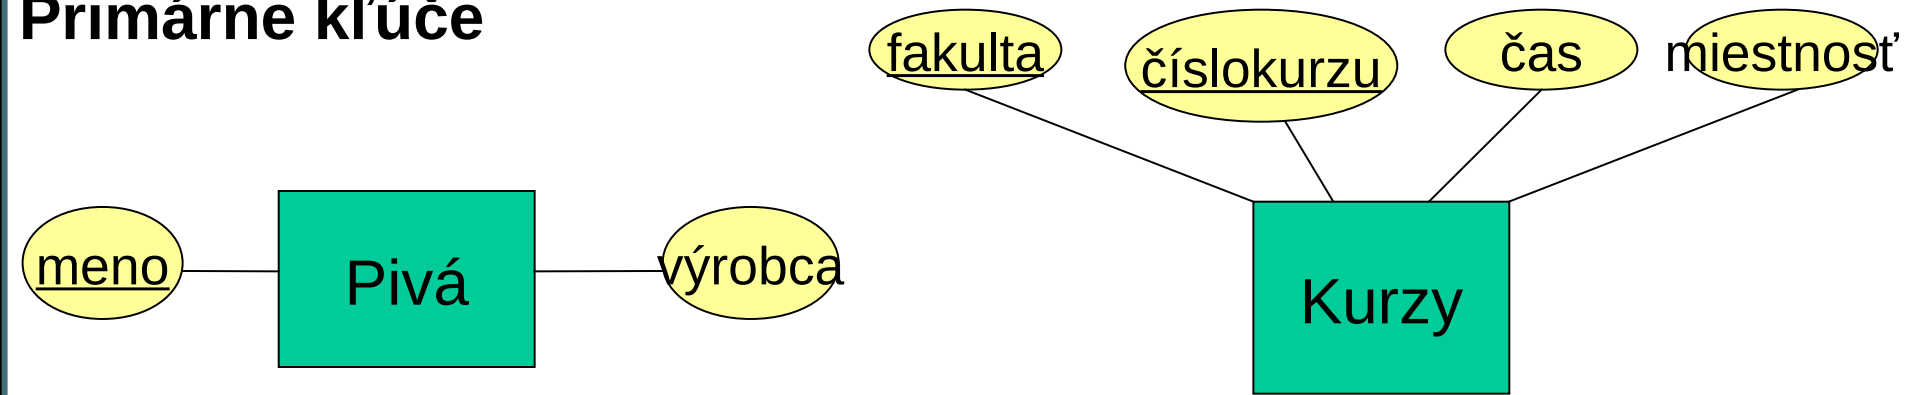 Primárne kľúče
fakulta
číslokurzu
čas
miestnosť
meno
Pivá
výrobca
Kurzy